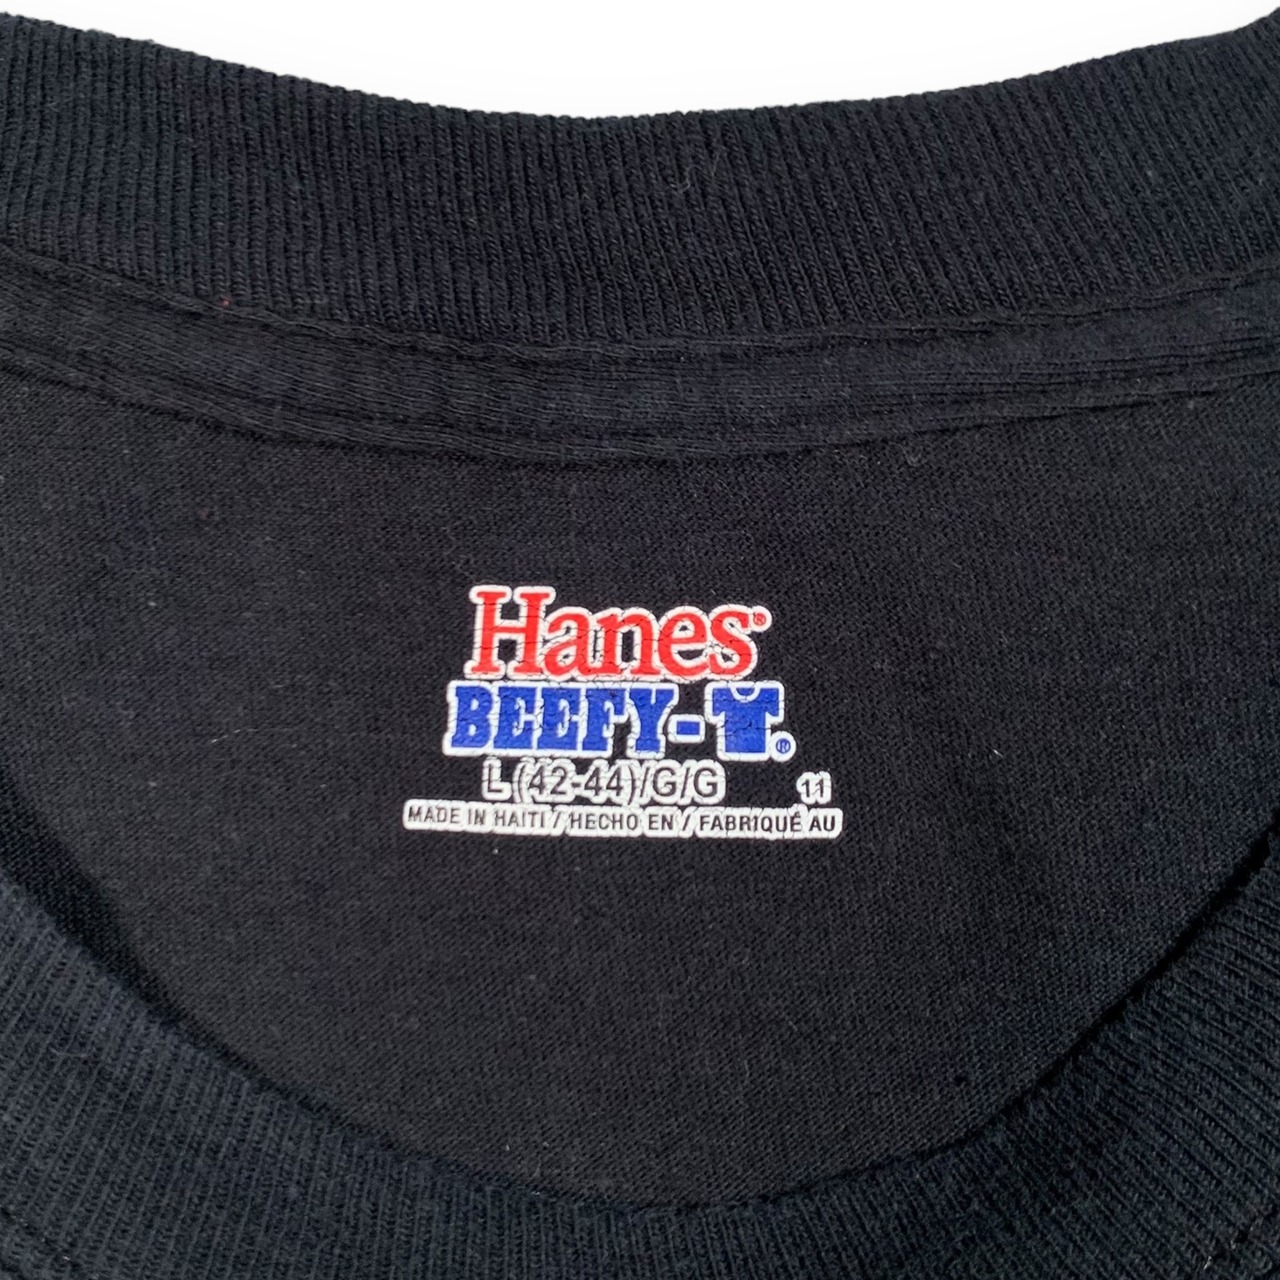 Hanes®
BEEFY-T®
L (42-44)/G/G 11
MADE IN HAITI / HECHO EN / FABRIQUÉ AU